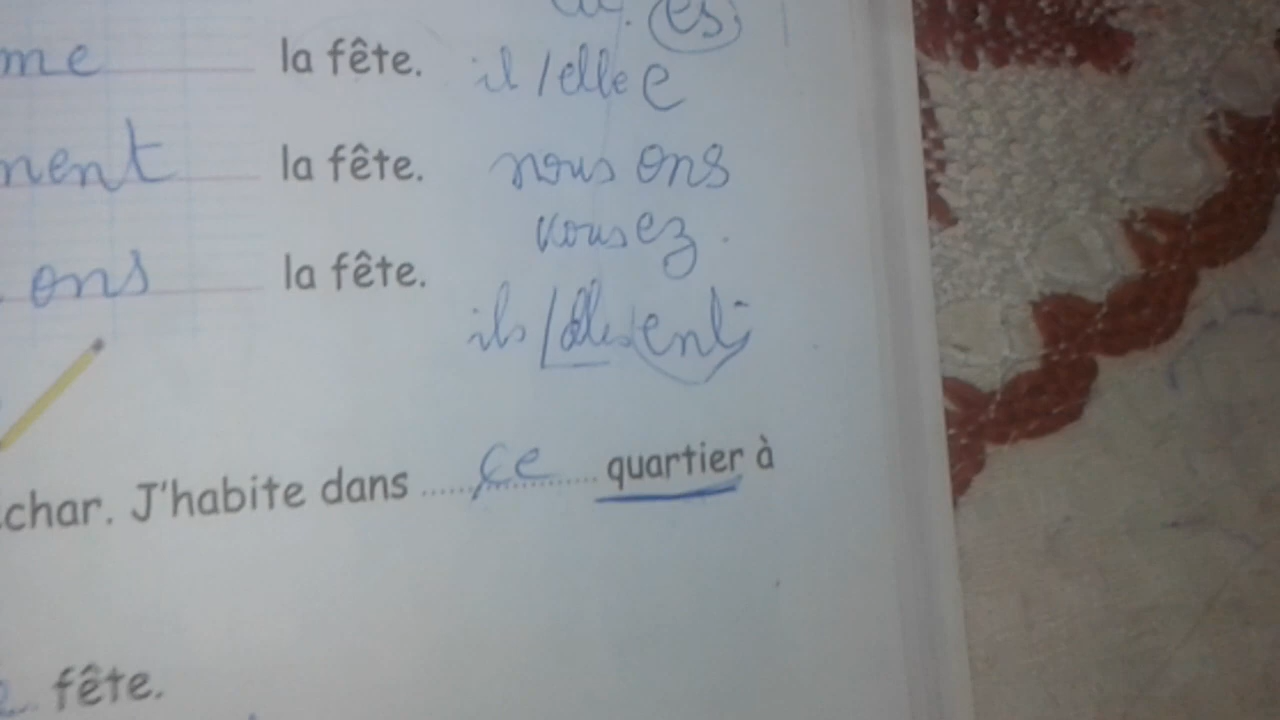 (es)
me la fête. il/elle e
nent la fête. nous ons
vous ez
ons la fête.
ils/elles ent
char. J'habite dans ce quartier à
fête.